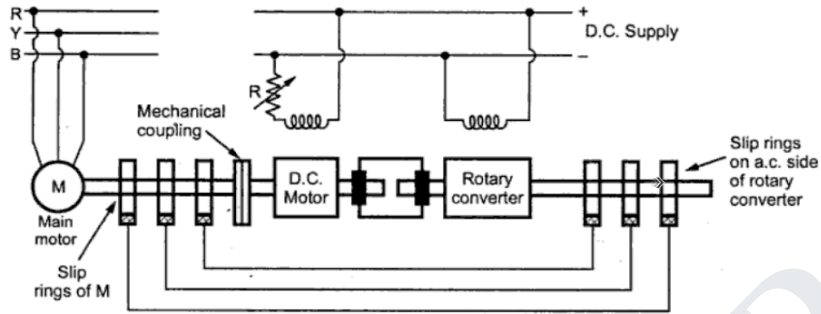 R
Y
B
+
D.C. Supply
−
R
Mechanical
coupling
Slip rings
on a.c. side
of rotary
converter
M
D.C.
Motor
Rotary
converter
Main
motor
Slip
rings of M